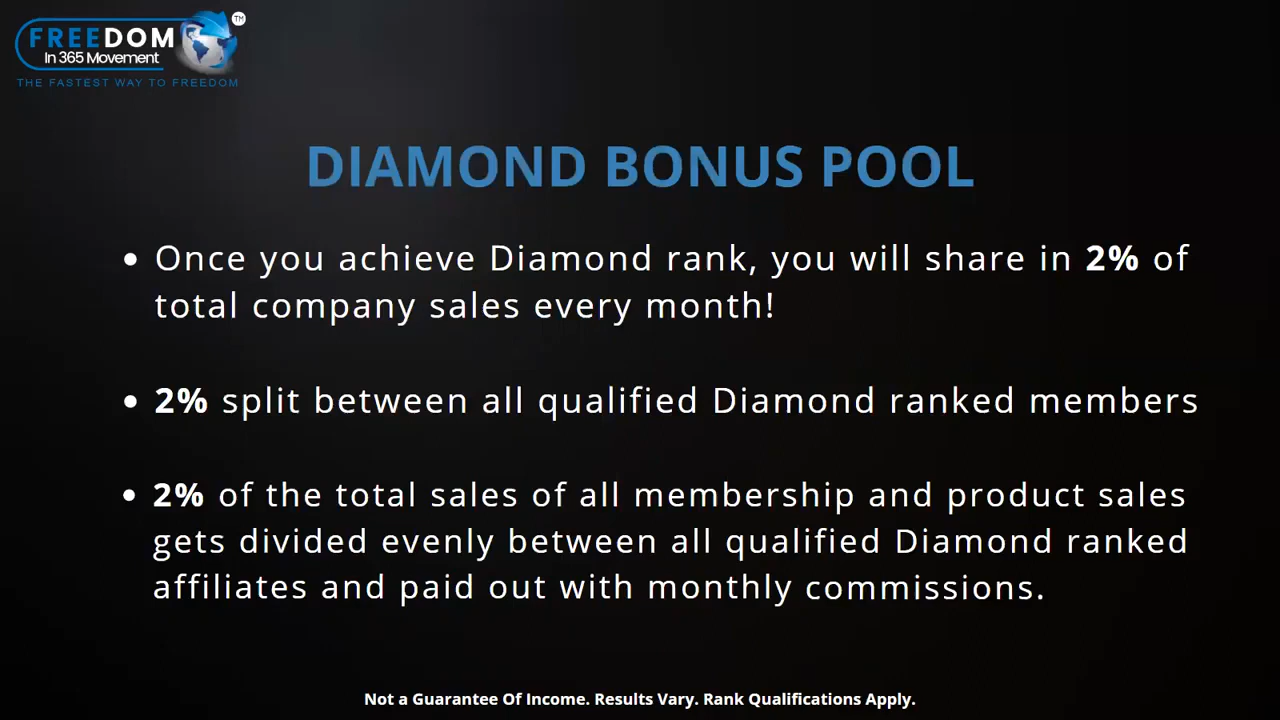 FREEDOM
TM
In 365 Movement
THE FASTEST WAY TO FREEDOM
DIAMOND BONUS POOL
• Once you achieve Diamond rank, you will share in 2% of
total company sales every month!
• 2% split between all qualified Diamond ranked members
• 2% of the total sales of all membership and product sales
gets divided evenly between all qualified Diamond ranked
affiliates and paid out with monthly commissions.
Not a Guarantee Of Income. Results Vary. Rank Qualifications Apply.